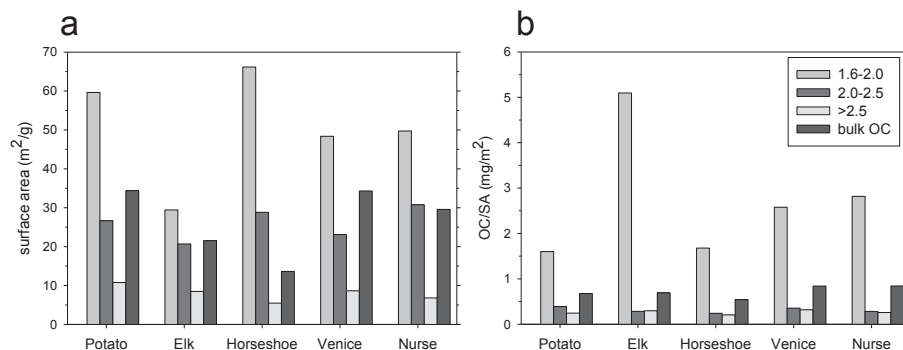 a
surface area (m²/g)
70
60
50
40
30
20
10
0
Potato Elk Horseshoe Venice Nurse
b
OC/SA (mg/m²)
6
5
4
3
2
1
0
1.6-2.0
2.0-2.5
>2.5
bulk OC
Potato Elk Horseshoe Venice Nurse